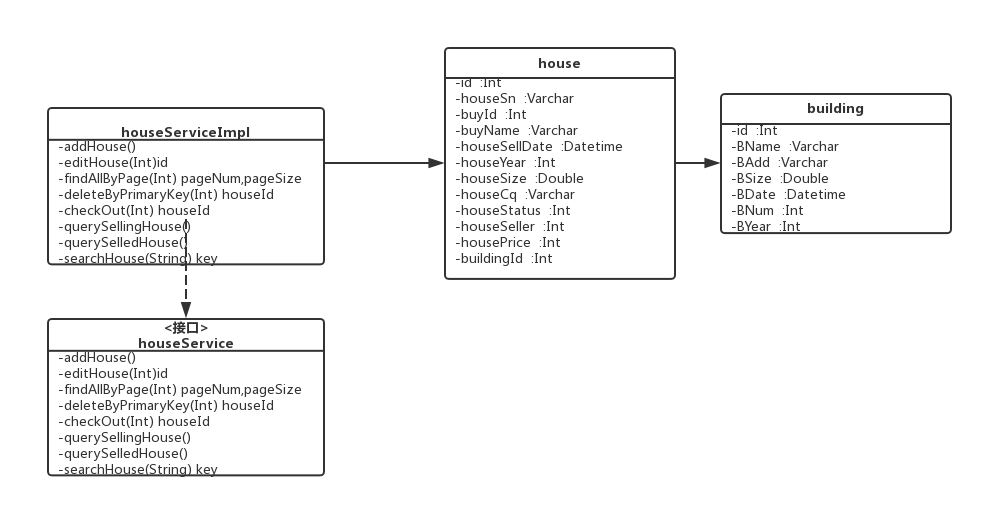 houseServiceImpl
-addHouse()
-editHouse(Int)id
-findAllByPage(Int) pageNum,pageSize
-deleteByPrimaryKey(Int) houseId
-checkOut(Int) houseId
-querySellingHouse()
-querySelledHouse()
-searchHouse(String) key
<接口>
houseService
-addHouse()
-editHouse(Int)id
-findAllByPage(Int) pageNum,pageSize
-deleteByPrimaryKey(Int) houseId
-checkOut(Int) houseId
-querySellingHouse()
-querySelledHouse()
-searchHouse(String) key
house
-id :Int
-houseSn :Varchar
-buyId :Int
-buyName :Varchar
-houseSellDate :Datetime
-houseYear :Int
-houseSize :Double
-houseCq :Varchar
-houseStatus :Int
-houseSeller :Int
-housePrice :Int
-buildingId :Int
building
-id :Int
-BName :Varchar
-BAdd :Varchar
-BSize :Double
-BDate :Datetime
-BNum :Int
-BYear :Int